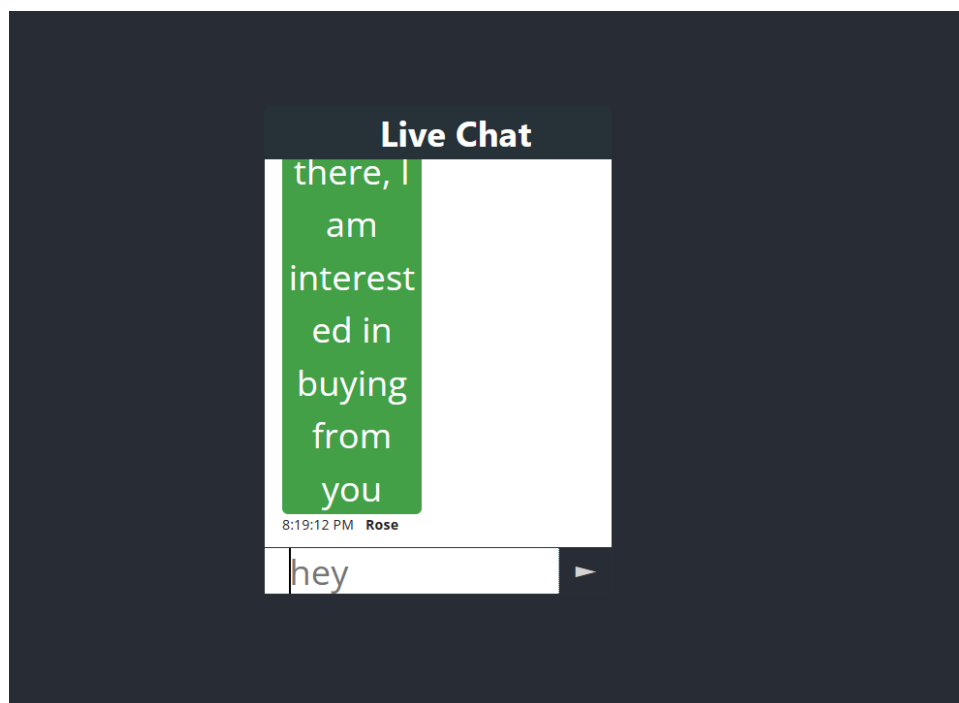 Live Chat
there, I
am
interest
ed in
buying
from
you
8:19:12 PM Rose
hey